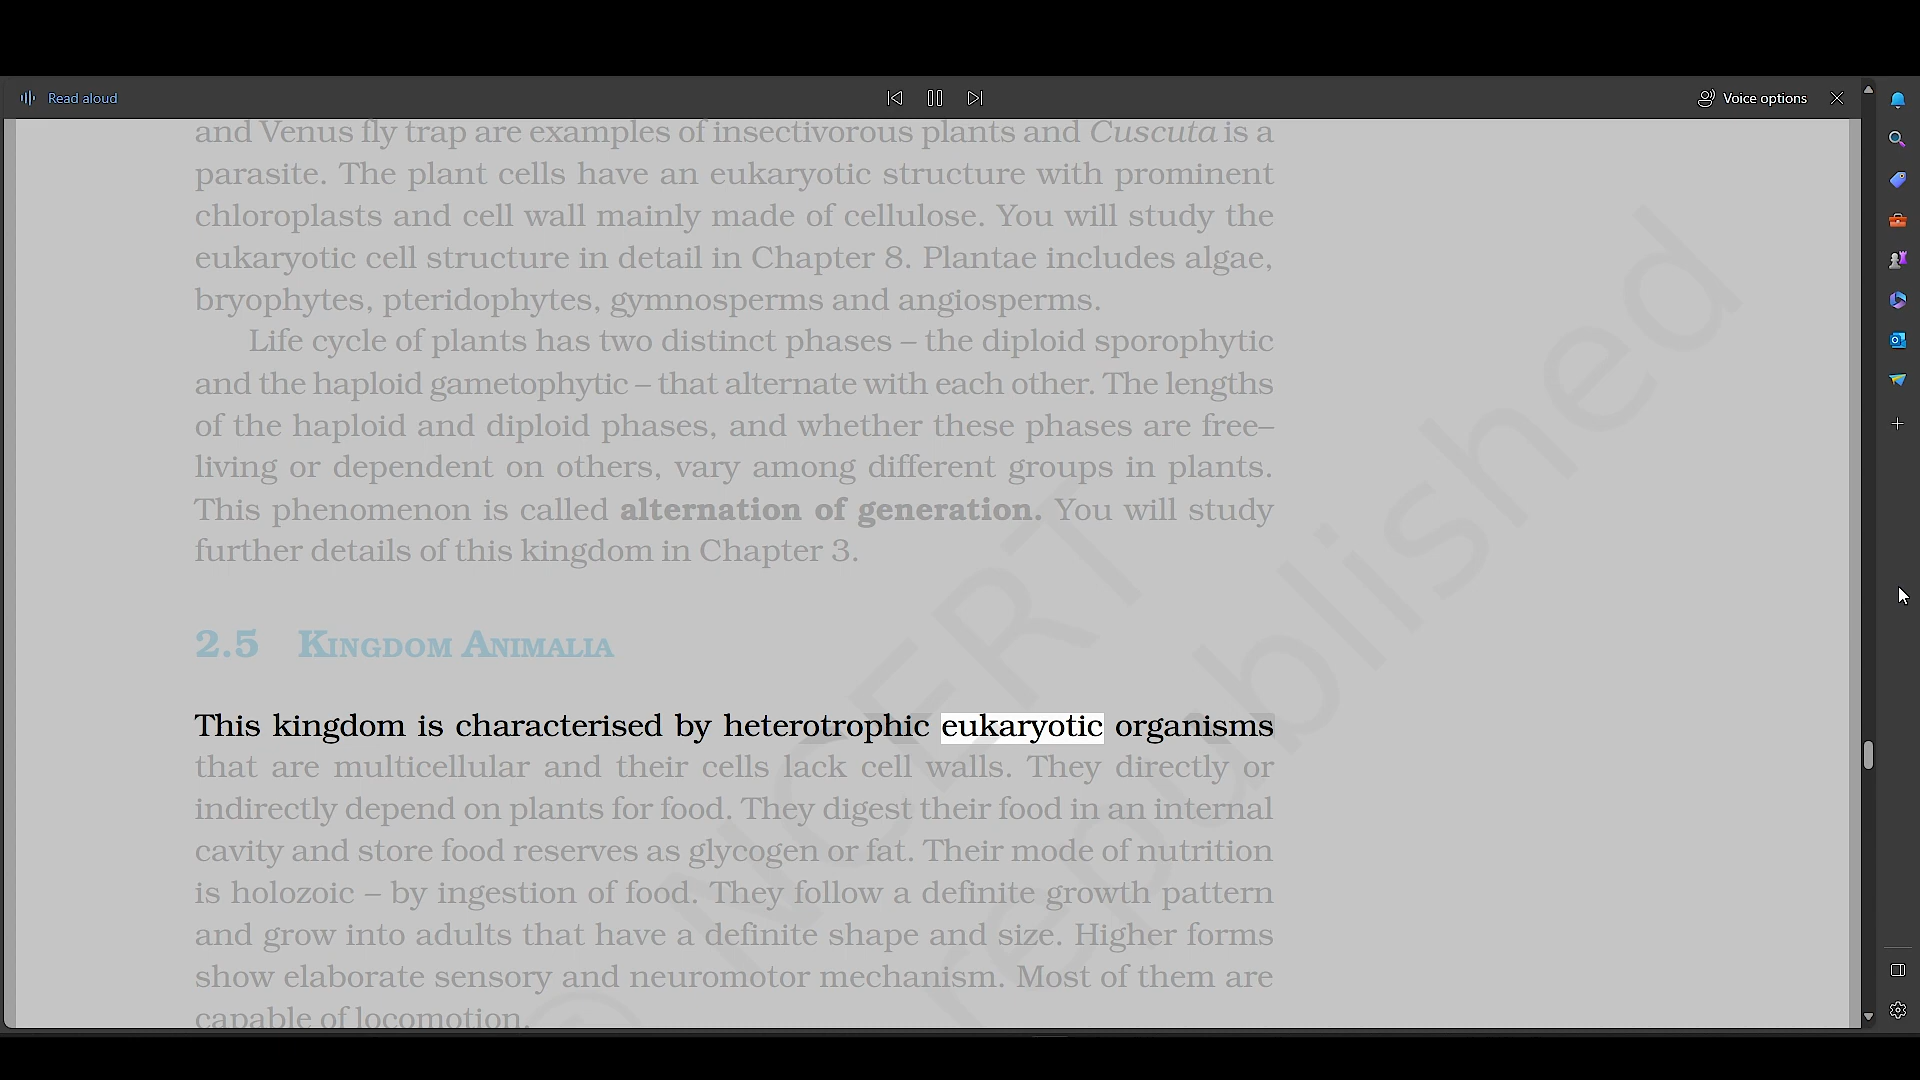 Read aloud
Voice options
and Venus fly trap are examples of insectivorous plants and Cuscuta is a
parasite. The plant cells have an eukaryotic structure with prominent
chloroplasts and cell wall mainly made of cellulose. You will study the
eukaryotic cell structure in detail in Chapter 8. Plantae includes algae,
bryophytes, pteridophytes, gymnosperms and angiosperms.
Life cycle of plants has two distinct phases – the diploid sporophytic
and the haploid gametophytic – that alternate with each other. The lengths
of the haploid and diploid phases, and whether these phases are free–
living or dependent on others, vary among different groups in plants.
This phenomenon is called alternation of generation. You will study
further details of this kingdom in Chapter 3.
2.5 KINGDOM ANIMALIA
This kingdom is characterised by heterotrophic eukaryotic organisms
that are multicellular and their cells lack cell walls. They directly or
indirectly depend on plants for food. They digest their food in an internal
cavity and store food reserves as glycogen or fat. Their mode of nutrition
is holozoic – by ingestion of food. They follow a definite growth pattern
and grow into adults that have a definite shape and size. Higher forms
show elaborate sensory and neuromotor mechanism. Most of them are
capable of locomotion.
© NCERT
republished